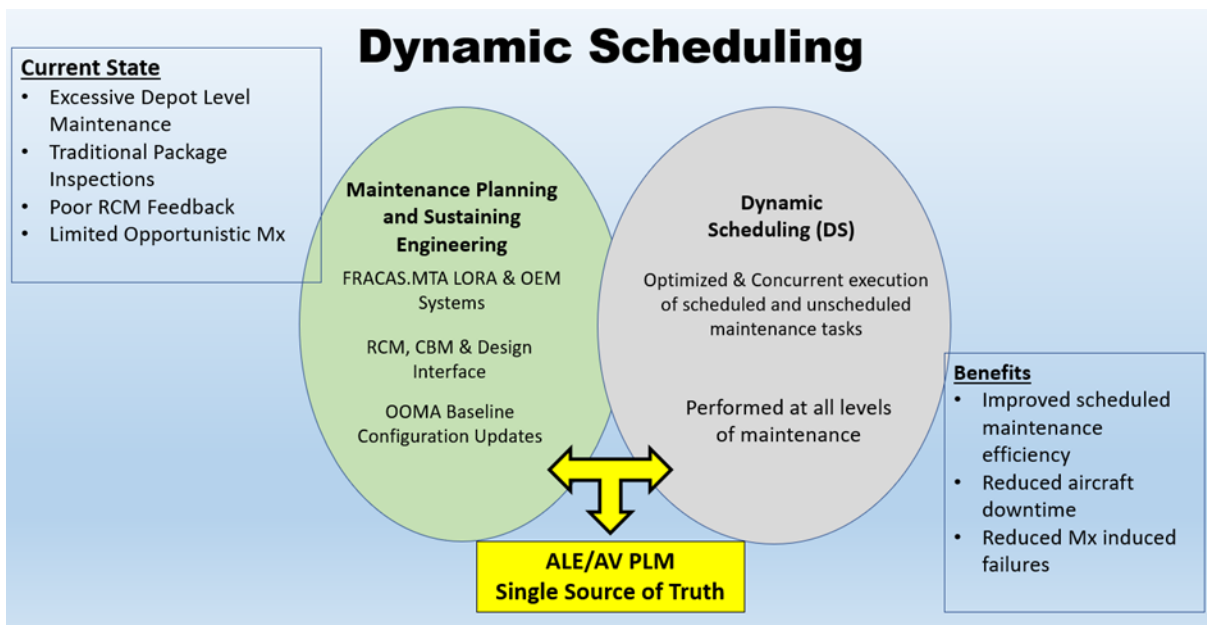 Dynamic Scheduling
Current State
• Excessive Depot Level
Maintenance
• Traditional Package
Inspections
• Poor RCM Feedback
• Limited Opportunistic Mx
Maintenance Planning
and Sustaining
Engineering
FRACAS.MTA LORA & OEM
Systems
RCM, CBM & Design
Interface
OOMA Baseline
Configuration Updates
Dynamic
Scheduling (DS)
Optimized & Concurrent execution
of scheduled and unscheduled
maintenance tasks
Performed at all levels
of maintenance
ALE/AV PLM
Single Source of Truth
Benefits
• Improved scheduled
maintenance
efficiency
• Reduced aircraft
downtime
• Reduced Mx induced
failures